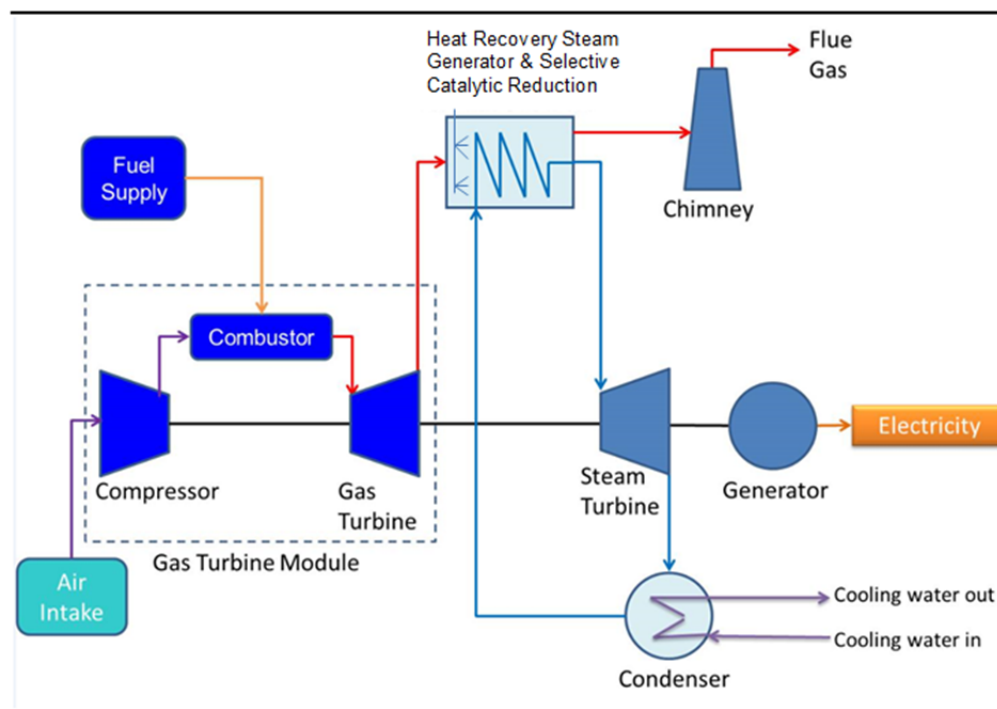 Heat Recovery Steam
Generator & Selective
Catalytic Reduction
Flue
Gas
Fuel
Supply
Chimney
Combustor
Electricity
Compressor
Gas
Turbine
Steam
Turbine
Generator
Gas Turbine Module
Air
Intake
Cooling water out
Cooling water in
Condenser